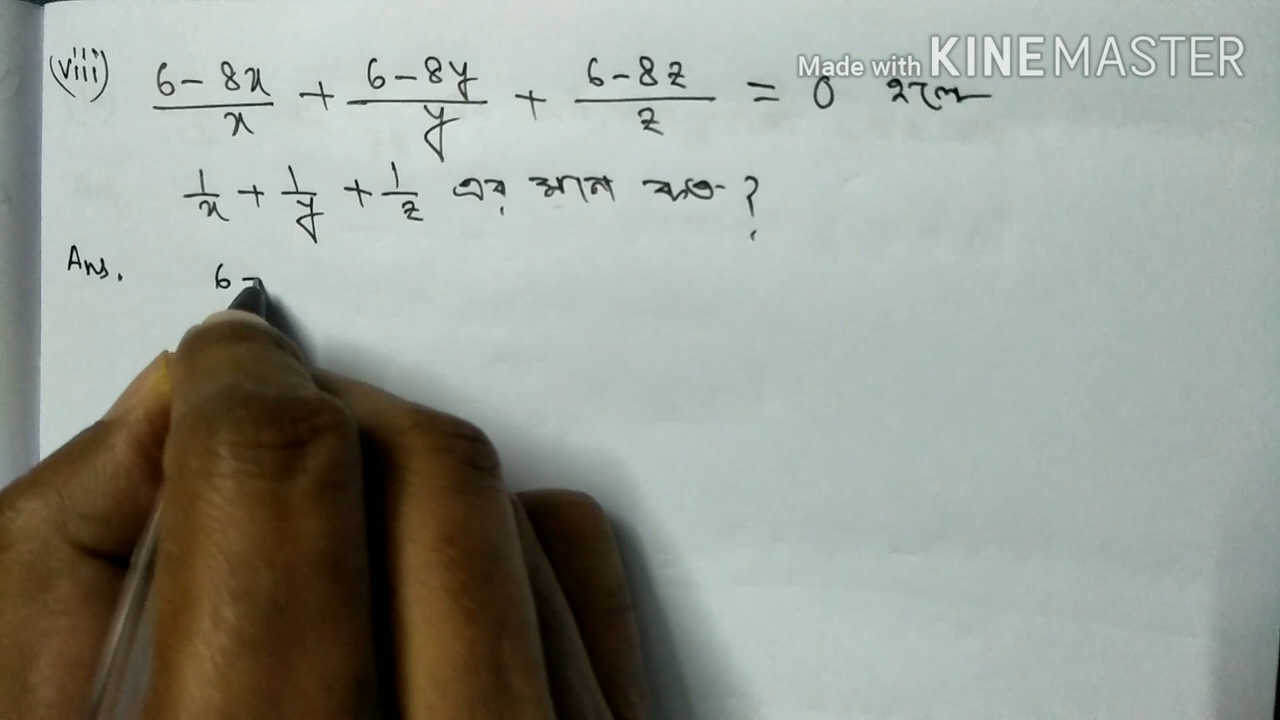 Made with KINEMASTER
(viii) 6-8x/x + 6-8y/y + 6-8z/z = 0 হলে
1/x + 1/y + 1/z এর মান কত ?
Ans. 6 -